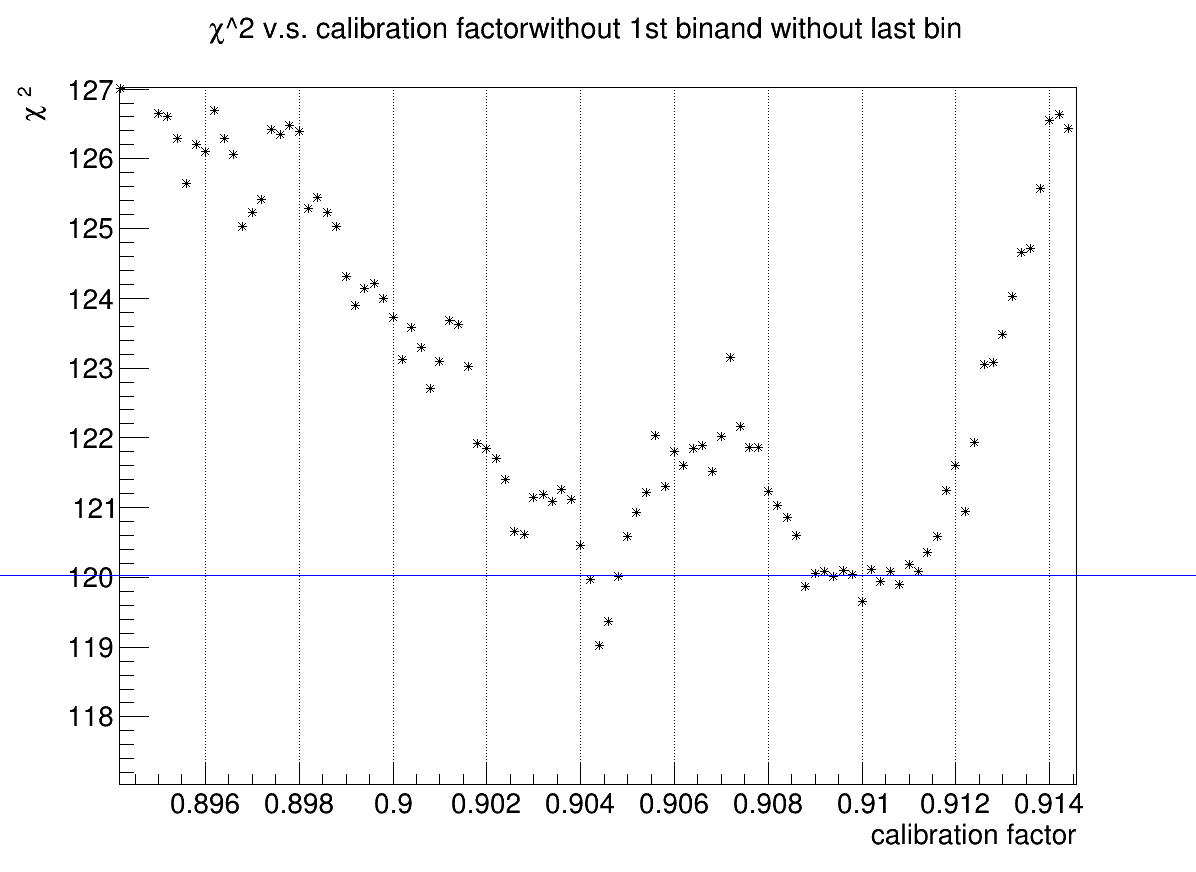 χ^2 v.s. calibration factorwithout 1st binand without last bin
χ²
127
126
125
124
123
122
121
120
119
118
0.896 0.898 0.9 0.902 0.904 0.906 0.908 0.91 0.912 0.914
calibration factor